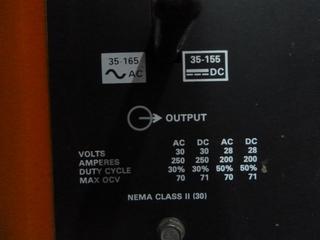 35-165 35-155
AC DC
OUTPUT
AC DC AC DC
VOLTS 30 30 28 28
AMPERES 250 250 200 200
DUTY CYCLE 30% 30% 50% 50%
MAX OCV 70 71 70 71
NEMA CLASS II (30)